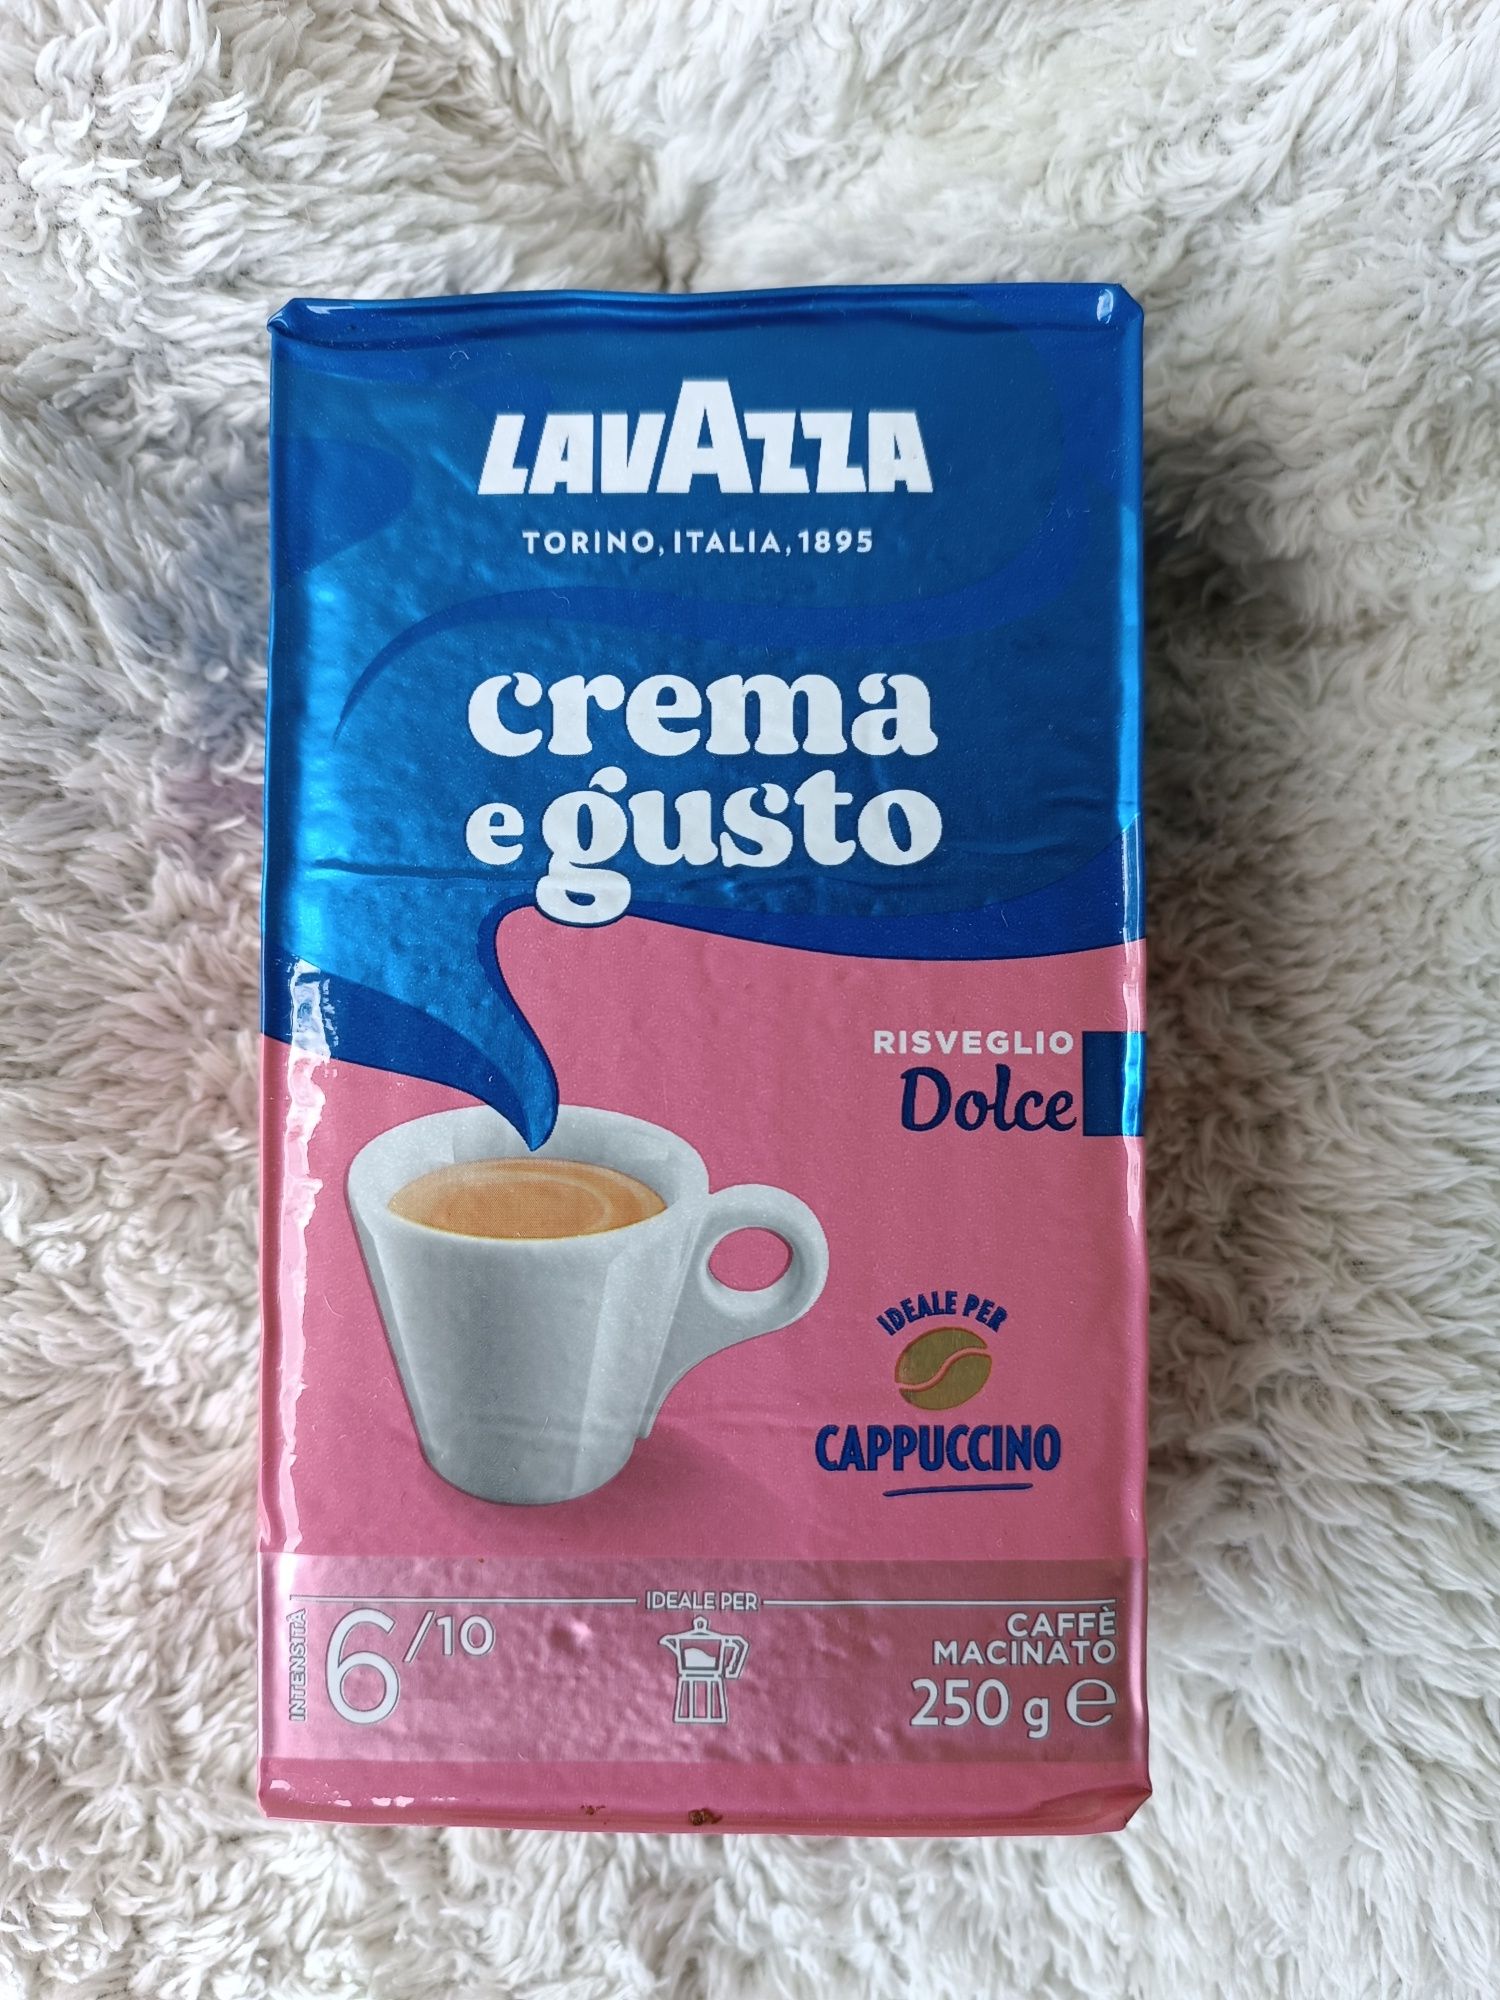 LAVAZZA
TORINO, ITALIA, 1895
crema
e gusto
RISVEGLIO
Dolce
IDEALE PER
CAPPUCCINO
INTENSITÀ
6/10
IDEALE PER
CAFFÈ
MACINATO
250 g e